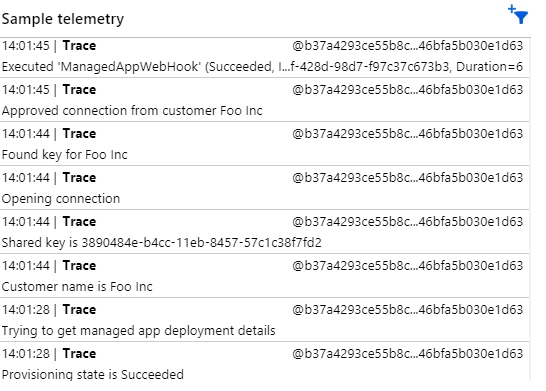 Sample telemetry
14:01:45 | Trace @b37a4293ce55b8c...46bfa5b030e1d63
Executed 'ManagedAppWebHook' (Succeeded, I...f-428d-98d7-f97c37c673b3, Duration=6
14:01:45 | Trace @b37a4293ce55b8c...46bfa5b030e1d63
Approved connection from customer Foo Inc
14:01:44 | Trace @b37a4293ce55b8c...46bfa5b030e1d63
Found key for Foo Inc
14:01:44 | Trace @b37a4293ce55b8c...46bfa5b030e1d63
Opening connection
14:01:44 | Trace @b37a4293ce55b8c...46bfa5b030e1d63
Shared key is 3890484e-b4cc-11eb-8457-57c1c38f7fd2
14:01:44 | Trace @b37a4293ce55b8c...46bfa5b030e1d63
Customer name is Foo Inc
14:01:28 | Trace @b37a4293ce55b8c...46bfa5b030e1d63
Trying to get managed app deployment details
14:01:28 | Trace @b37a4293ce55b8c...46bfa5b030e1d63
Provisioning state is Succeeded